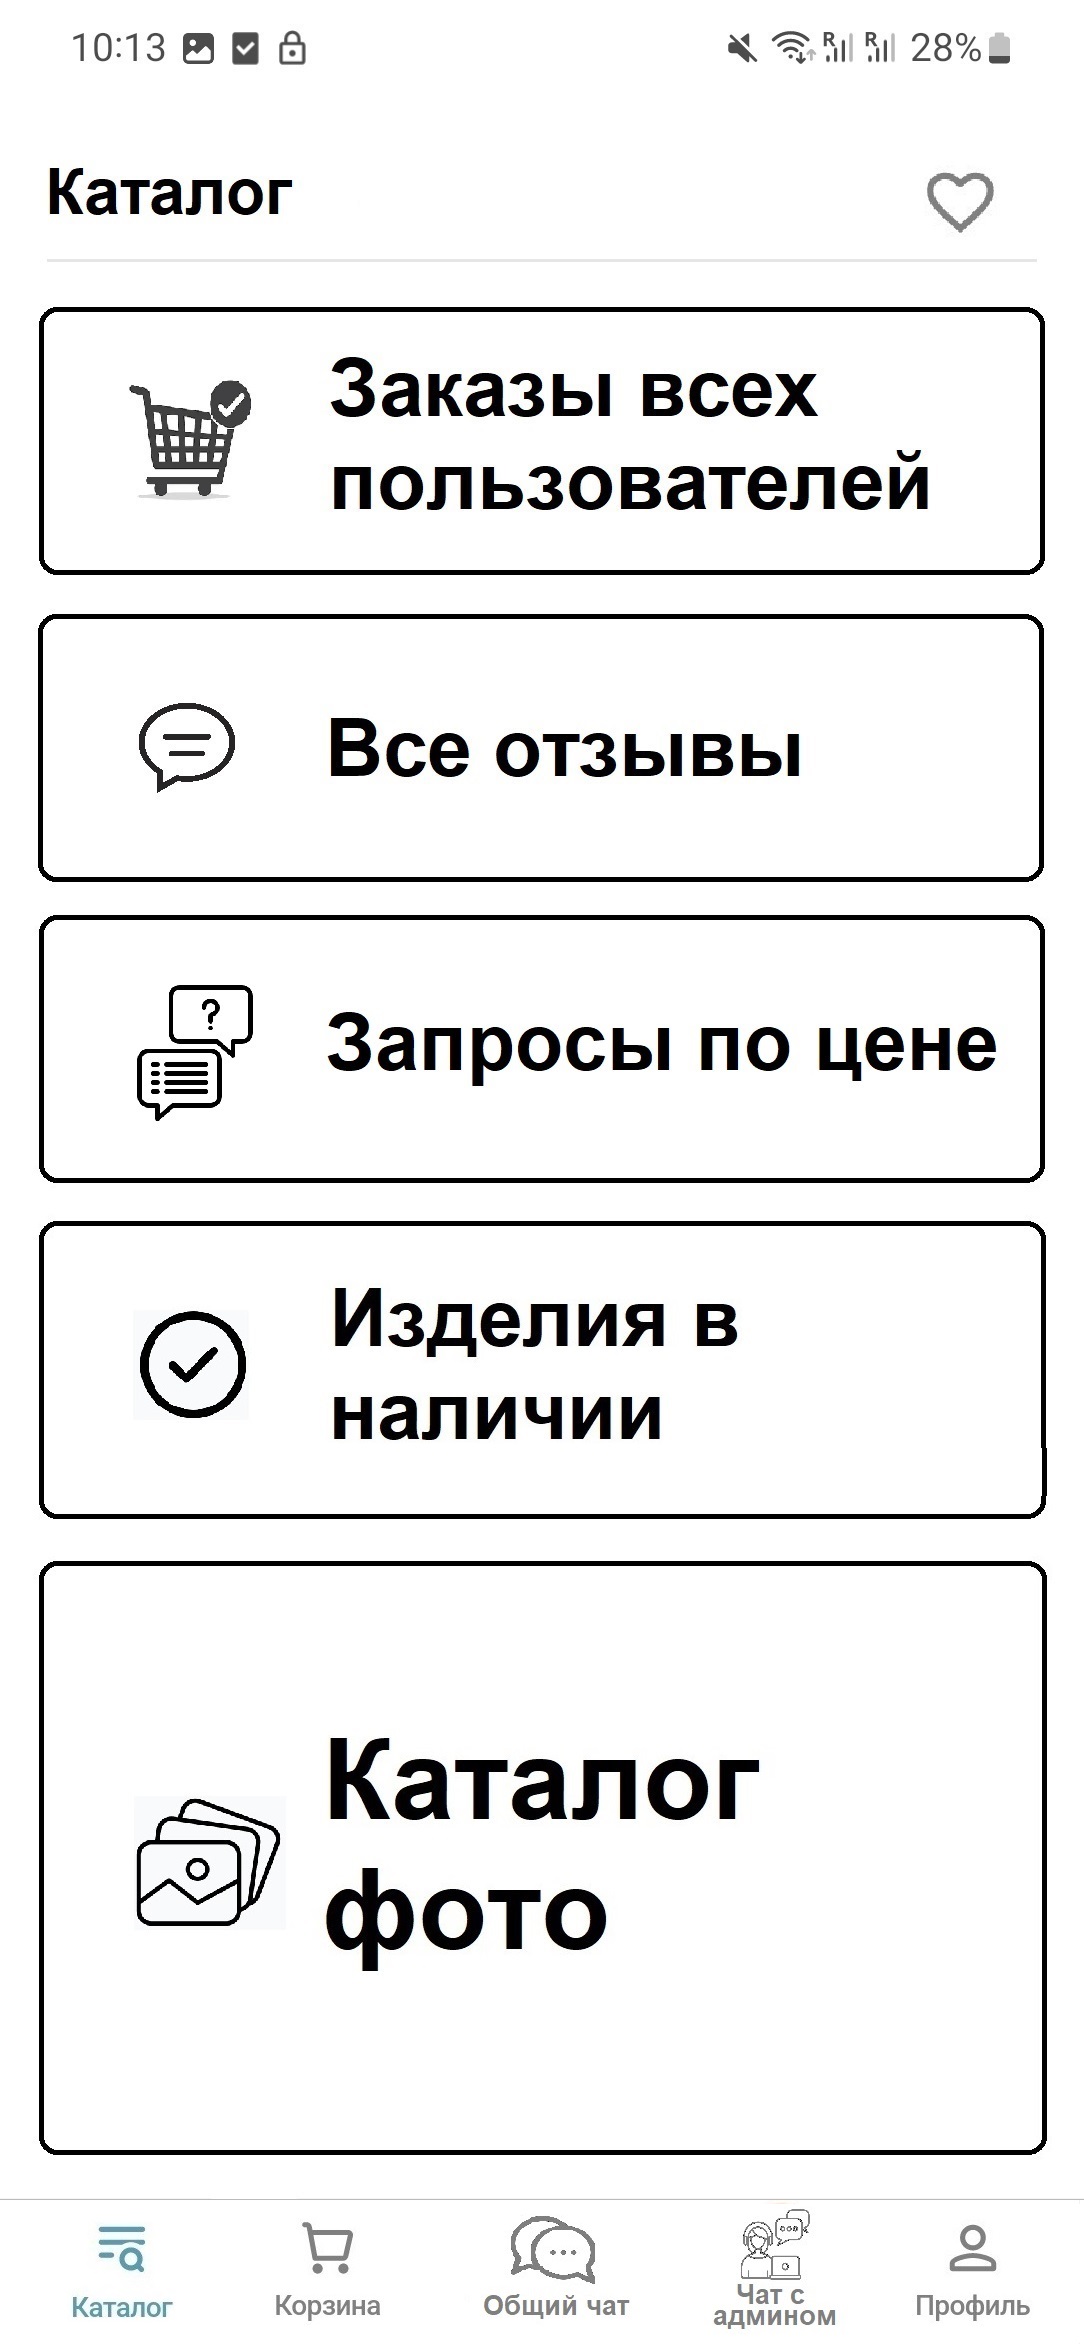 10:13 28%
Каталог
Заказы всех
пользователей
Все отзывы
?
Запросы по цене
Изделия в
наличии
Каталог
фото
Каталог
Корзина
Общий чат
Чат с
админом
Профиль